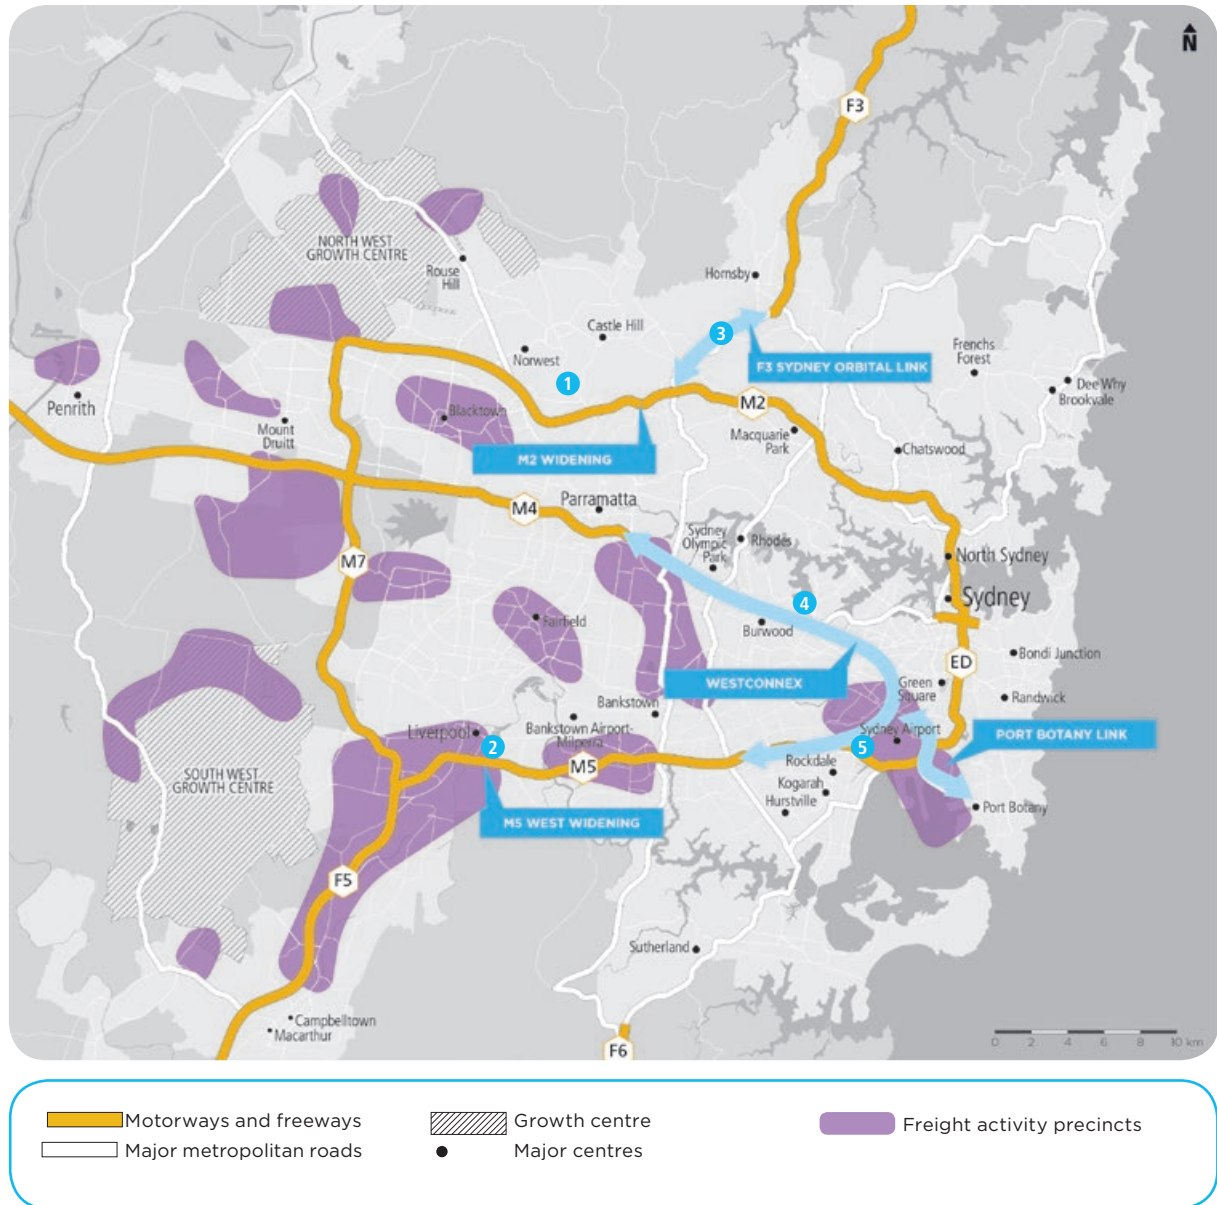 N
F3
NORTH WEST
GROWTH CENTRE
Rouse
Hill
Hornsby
3
Castle Hill
Norwest
1
F3 SYDNEY ORBITAL LINK
Frenchs
Forest
Dee Why
Brookvale
Penrith
Mount
Druitt
Blacktown
M2
Macquarie
Park
Chatswood
M2 WIDENING
M4
Parramatta
Sydney
Olympic
Park
Rhodes
North Sydney
M7
Sydney
4
Fairfield
Burwood
ED
Bondi Junction
WESTCONNEX
Green
Square
Randwick
Bankstown
Liverpool
2
Bankstown Airport-
Milperra
Sydney Airport
PORT BOTANY LINK
5
M5
Rockdale
Kogarah
Hurstville
Port Botany
SOUTH WEST
GROWTH CENTRE
M5 WEST WIDENING
F5
Sutherland
Campbelltown
Macarthur
F6
0 2 4 6 8 10 km
Motorways and freeways
Major metropolitan roads
Growth centre
Major centres
Freight activity precincts